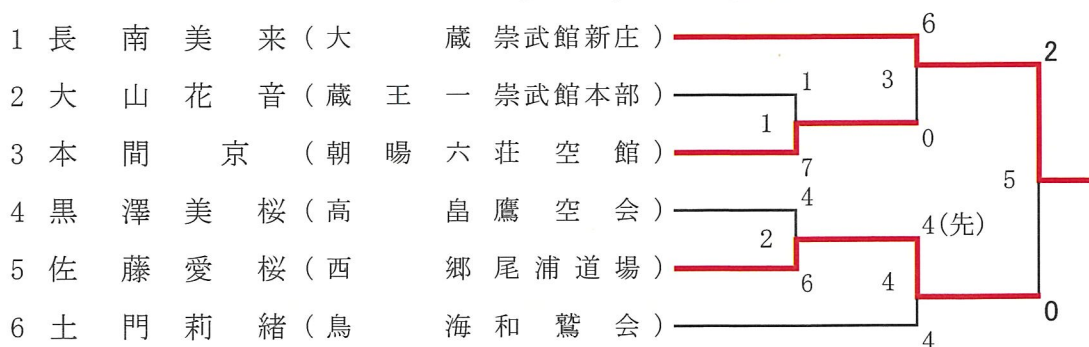 1 長南美来 (大蔵 崇武館新庄) 6
2 大山花音 (蔵王一 崇武館本部) 1 3 2
3 本間京 (朝暘六 荘空館) 7 1 0
4 黒澤美桜 (高畠 鷹空会) 4 5
5 佐藤愛桜 (西郷 尾浦道場) 6 2 4(先) 4
6 土門莉緒 (鳥海 和鷲会) 4 0